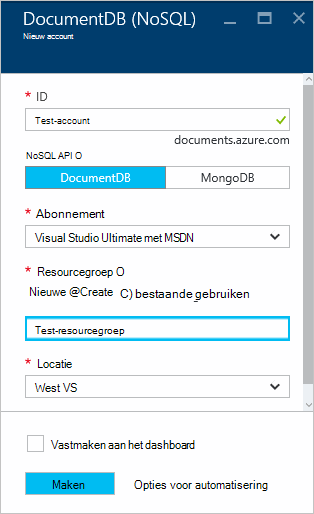 DocumentDB (NoSQL)
Nieuw account
* ID
Test-account
documents.azure.com
NoSQL API O
DocumentDB MongoDB
* Abonnement
Visual Studio Ultimate met MSDN
* Resourcegroep O
Nieuwe @Create C) bestaande gebruiken
Test-resourcegroep
* Locatie
West VS
Vastmaken aan het dashboard
Maken Opties voor automatisering